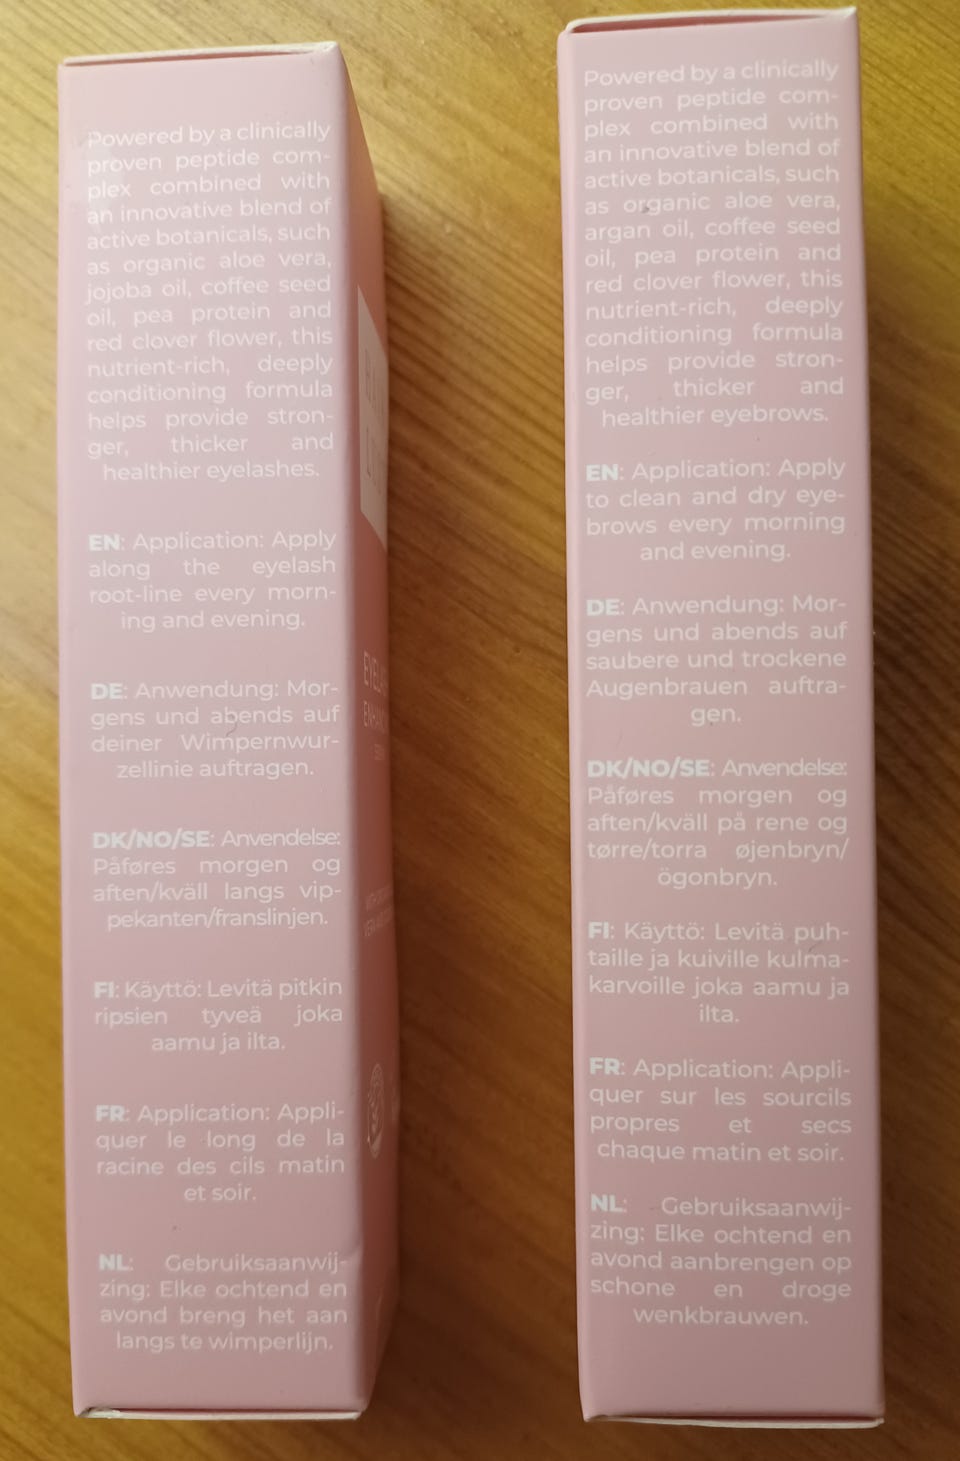 Powered by a clinically
proven peptide com-
plex combined with
an innovative blend of
active botanicals, such
as organic aloe vera,
jojoba oil, coffee seed
oil, pea protein and
red clover flower, this
nutrient-rich, deeply
conditioning formula
helps provide stron-
ger, thicker and
healthier eyelashes.
EN: Application: Apply
along the eyelash
root-line every morn-
ing and evening.
DE: Anwendung: Mor-
gens und abends auf
deiner Wimpernwur-
zellinie auftragen.
DK/NO/SE: Anvendelse:
Påføres morgen og
aften/kväll langs vip-
pekanten/franslinjen.
FI: Käyttö: Levitä pitkin
ripsien tyveä joka
aamu ja ilta.
FR: Application: Appli-
quer le long de la
racine des cils matin
et soir.
NL: Gebruiksaanwij-
zing: Elke ochtend en
avond breng het aan
langs te wimperlijn.
Powered by a clinically
proven peptide com-
plex combined with
an innovative blend of
active botanicals, such
as organic aloe vera,
argan oil, coffee seed
oil, pea protein and
red clover flower, this
nutrient-rich, deeply
conditioning formula
helps provide stron-
ger, thicker and
healthier eyebrows.
EN: Application: Apply
to clean and dry eye-
brows every morning
and evening.
DE: Anwendung: Mor-
gens und abends auf
saubere und trockene
Augenbrauen auftra-
gen.
DK/NO/SE: Anvendelse:
Påføres morgen og
aften/kväll på rene og
tørre/torra øjenbryn/
ögonbryn.
FI: Käyttö: Levitä puh-
taille ja kuiville kulma-
karvoille joka aamu ja
ilta.
FR: Application: Appli-
quer sur les sourcils
propres et secs
chaque matin et soir.
NL: Gebruiksaanwij-
zing: Elke ochtend en
avond aanbrengen op
schone en droge
wenkbrauwen.